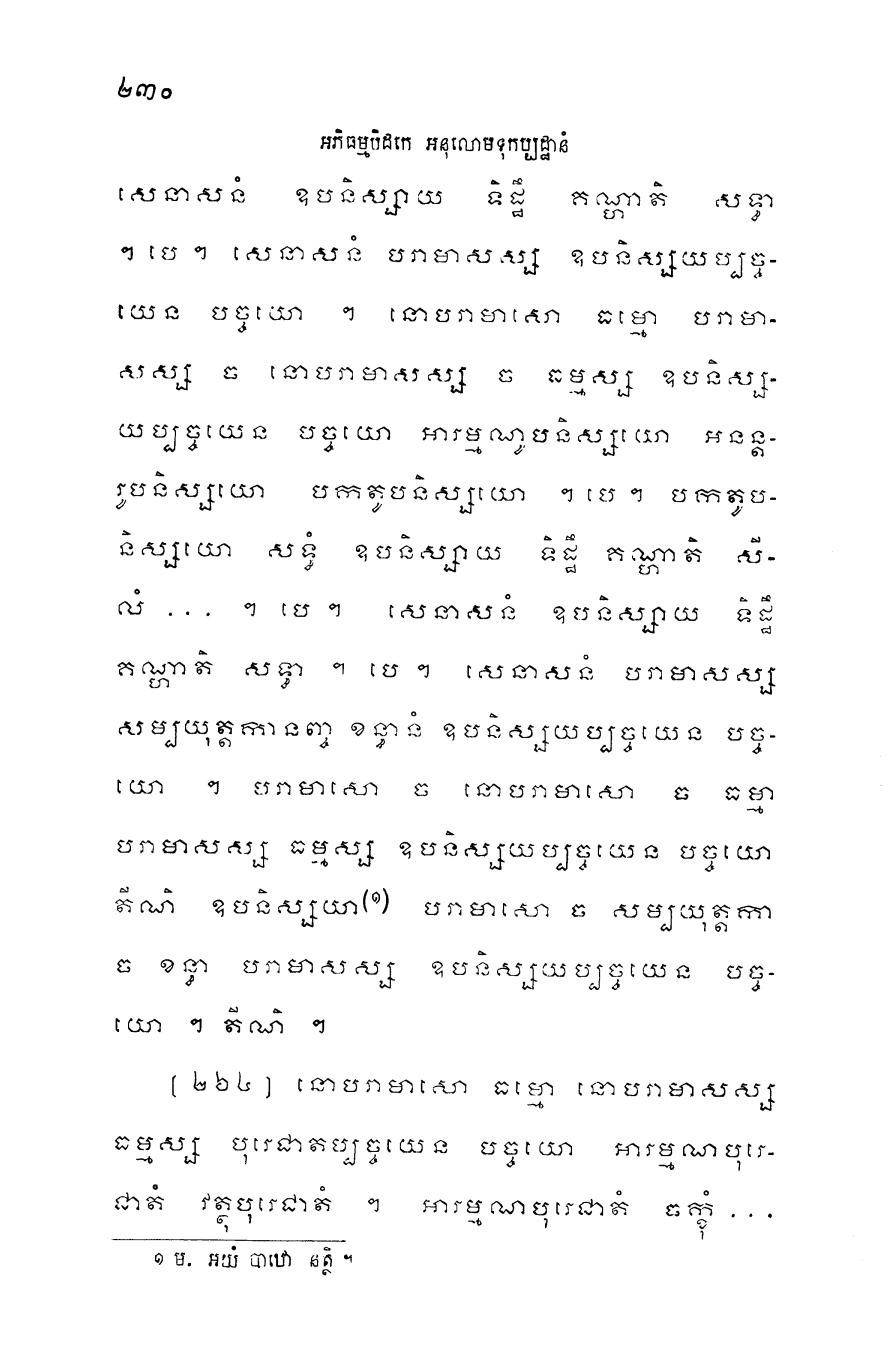 ២៣០
អភិធម្មបិដកេ អនុលោមទុកប្បដ្ឋានំ
សេនាសនំ ឧបនិស្សាយ ទិដ្ឋឹ គណ្ហាតិ សទ្ធា
។ បេ ។ សេនាសនំ បរាមាសស្ស ឧបនិស្សយប្បច្ច-
យេន បច្ចយោ ។ នោបរាមាសោ ធម្មោ បរាមា-
សស្ស ច នោបរាមាសស្ស ច ធម្មស្ស ឧបនិស្ស-
យប្បច្ចយេន បច្ចយោ អារម្មណូបនិស្សយោ អនន្ត-
រូបនិស្សយោ បកតូបនិស្សយោ ។ បេ ។ បកតូប-
និស្សយោ សទ្ធំ ឧបនិស្សាយ ទិដ្ឋឹ គណ្ហាតិ សី-
លំ ... ។ បេ ។ សេនាសនំ ឧបនិស្សាយ ទិដ្ឋឹ
គណ្ហាតិ សទ្ធា ។ បេ ។ សេនាសនំ បរាមាសស្ស
សម្បយុត្តកានញ្ច ខន្ធានំ ឧបនិស្សយប្បច្ចយេន បច្ច-
យោ ។ បរាមាសោ ច នោបរាមាសោ ច ធម្មា
បរាមាសស្ស ធម្មស្ស ឧបនិស្សយប្បច្ចយេន បច្ចយោ
តីណិ ឧបនិស្សយា(១) បរាមាសោ ច សម្បយុត្តកា
ច ខន្ធា បរាមាសស្ស ឧបនិស្សយប្បច្ចយេន បច្ច-
យោ ។ តីណិ ។
[ ២៦៤ ] នោបរាមាសោ ធម្មោ នោបរាមាសស្ស
ធម្មស្ស បុរេជាតប្បច្ចយេន បច្ចយោ អារម្មណបុរេ-
ជាតំ វត្ថុបុរេជាតំ ។ អារម្មណបុរេជាតំ ចក្ខុំ ...
១ ម. អយំ បាឋោ នត្ថិ ។